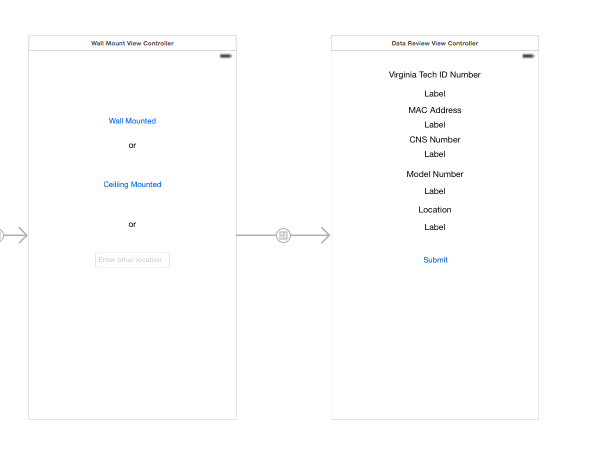 Wall Mount View Controller
Wall Mounted
or
Ceilling Mounted
or
Enter other location
Data Review View Controller
Virginia Tech ID Number
Label
MAC Address
Label
CNS Number
Label
Model Number
Label
Location
Label
Submit